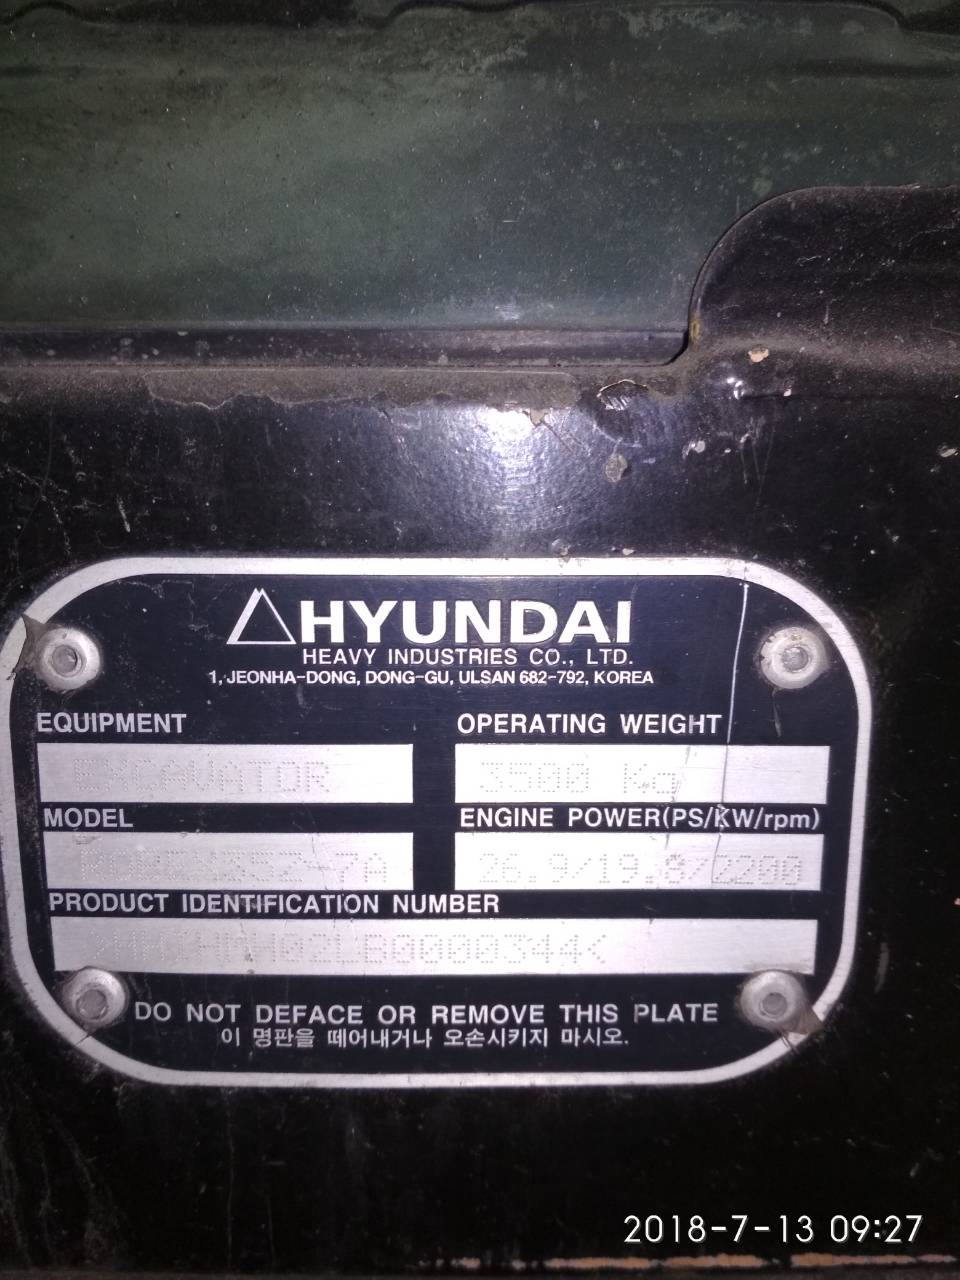 HYUNDAI
HEAVY INDUSTRIES CO., LTD.
1, JEONHA-DONG, DONG-GU, ULSAN 682-792, KOREA
EQUIPMENT
OPERATING WEIGHT
EXCAVATOR
3500 Kg
MODEL
ENGINE POWER(PS/KW/rpm)
26.9/19.8/2200
PRODUCT IDENTIFICATION NUMBER
DO NOT DEFACE OR REMOVE THIS PLATE
이 명판을 떼어내거나 오손시키지 마시오.
2018-7-13 09:27